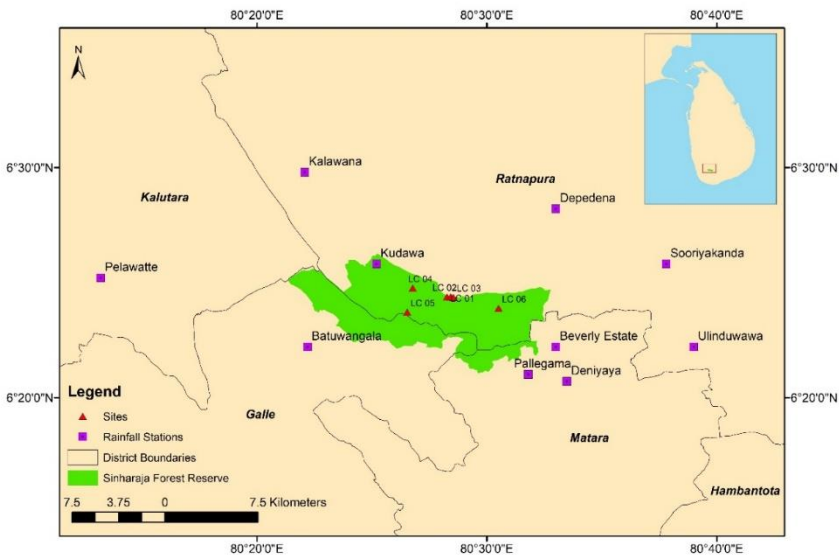 80°20'0"E
80°30'0"E
80°40'0"E
N
6°30'0"N
6°30'0"N
Kalawana
Ratnapura
Kalutara
Depedena
Pelawatte
Kudawa
Sooriyakanda
LC 04
LC 02
LC 03
LC 01
LC 05
LC 06
Batuwangala
Beverly Estate
Ulinduwawa
Pallegama
Deniyaya
6°20'0"N
6°20'0"N
Galle
Matara
Hambantota
Legend
Sites
Rainfall Stations
District Boundaries
Sinharaja Forest Reserve
7.5 3.75 0 7.5 Kilometers
80°20'0"E
80°30'0"E
80°40'0"E